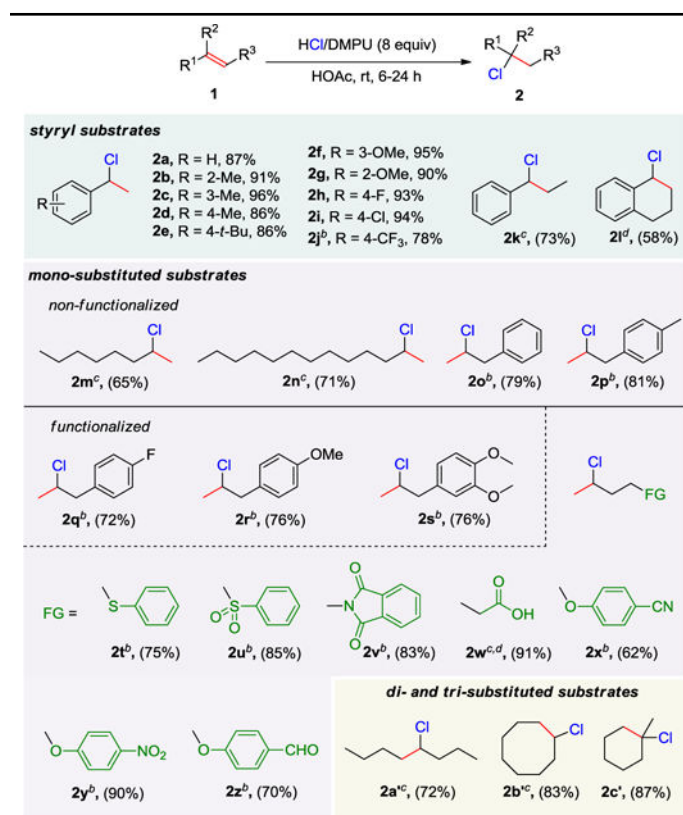 R1 R2 R3
1
HCl/DMPU (8 equiv)
HOAc, rt, 6-24 h
R1 R2 R3
Cl
2
styryl substrates
Cl
R
2a, R = H, 87%
2b, R = 2-Me, 91%
2c, R = 3-Me, 96%
2d, R = 4-Me, 86%
2e, R = 4-t-Bu, 86%
2f, R = 3-OMe, 95%
2g, R = 2-OMe, 90%
2h, R = 4-F, 93%
2i, R = 4-Cl, 94%
2jb, R = 4-CF3, 78%
Cl
2kc, (73%)
Cl
2ld, (58%)
mono-substituted substrates
non-functionalized
Cl
2mc, (65%)
Cl
2nc, (71%)
Cl
2ob, (79%)
Cl
2pb, (81%)
functionalized
Cl F
2qb, (72%)
Cl OMe
2rb, (76%)
Cl O O
2sb, (76%)
Cl
FG
FG =
S
2tb, (75%)
S
O O
2ub, (85%)
O
N
O
2vb, (83%)
O
OH
2wc,d, (91%)
O CN
2xb, (62%)
O NO2
2yb, (90%)
O CHO
2zb, (70%)
di- and tri-substituted substrates
Cl
2a'c, (72%)
Cl
2b'c, (83%)
Cl
2c', (87%)